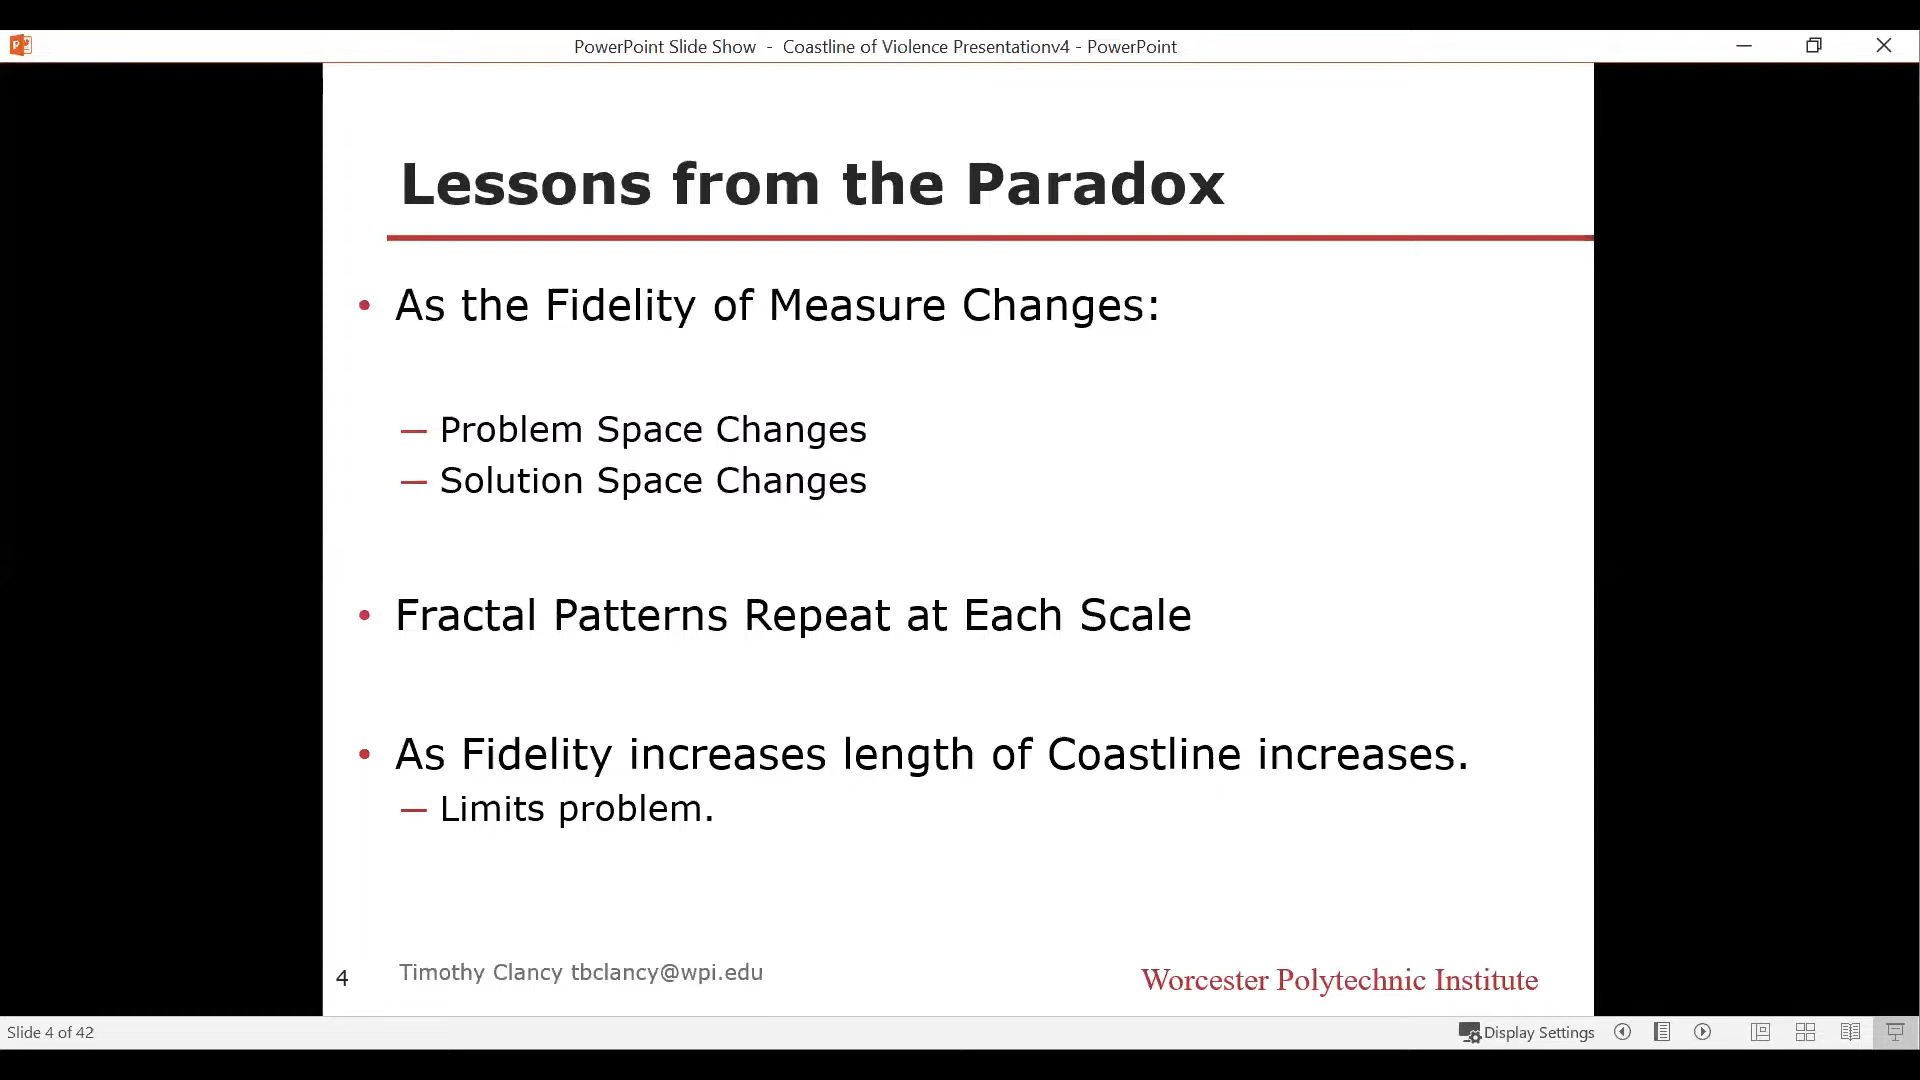 PowerPoint Slide Show - Coastline of Violence Presentationv4 - PowerPoint
Lessons from the Paradox
• As the Fidelity of Measure Changes:
— Problem Space Changes
— Solution Space Changes
• Fractal Patterns Repeat at Each Scale
• As Fidelity increases length of Coastline increases.
— Limits problem.
4
Timothy Clancy tbclancy@wpi.edu
Worcester Polytechnic Institute
Slide 4 of 42
Display Settings